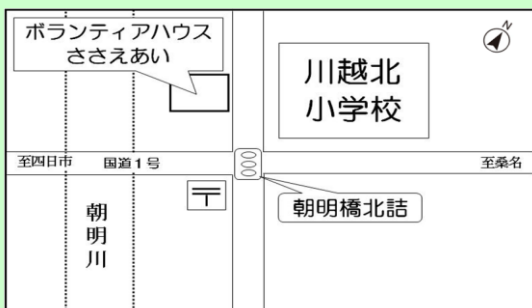 ボランティアハウス
ささえあい
N
川越北
小学校
至四日市
国道1号
至桑名
〒
朝明橋北詰
朝
明
川